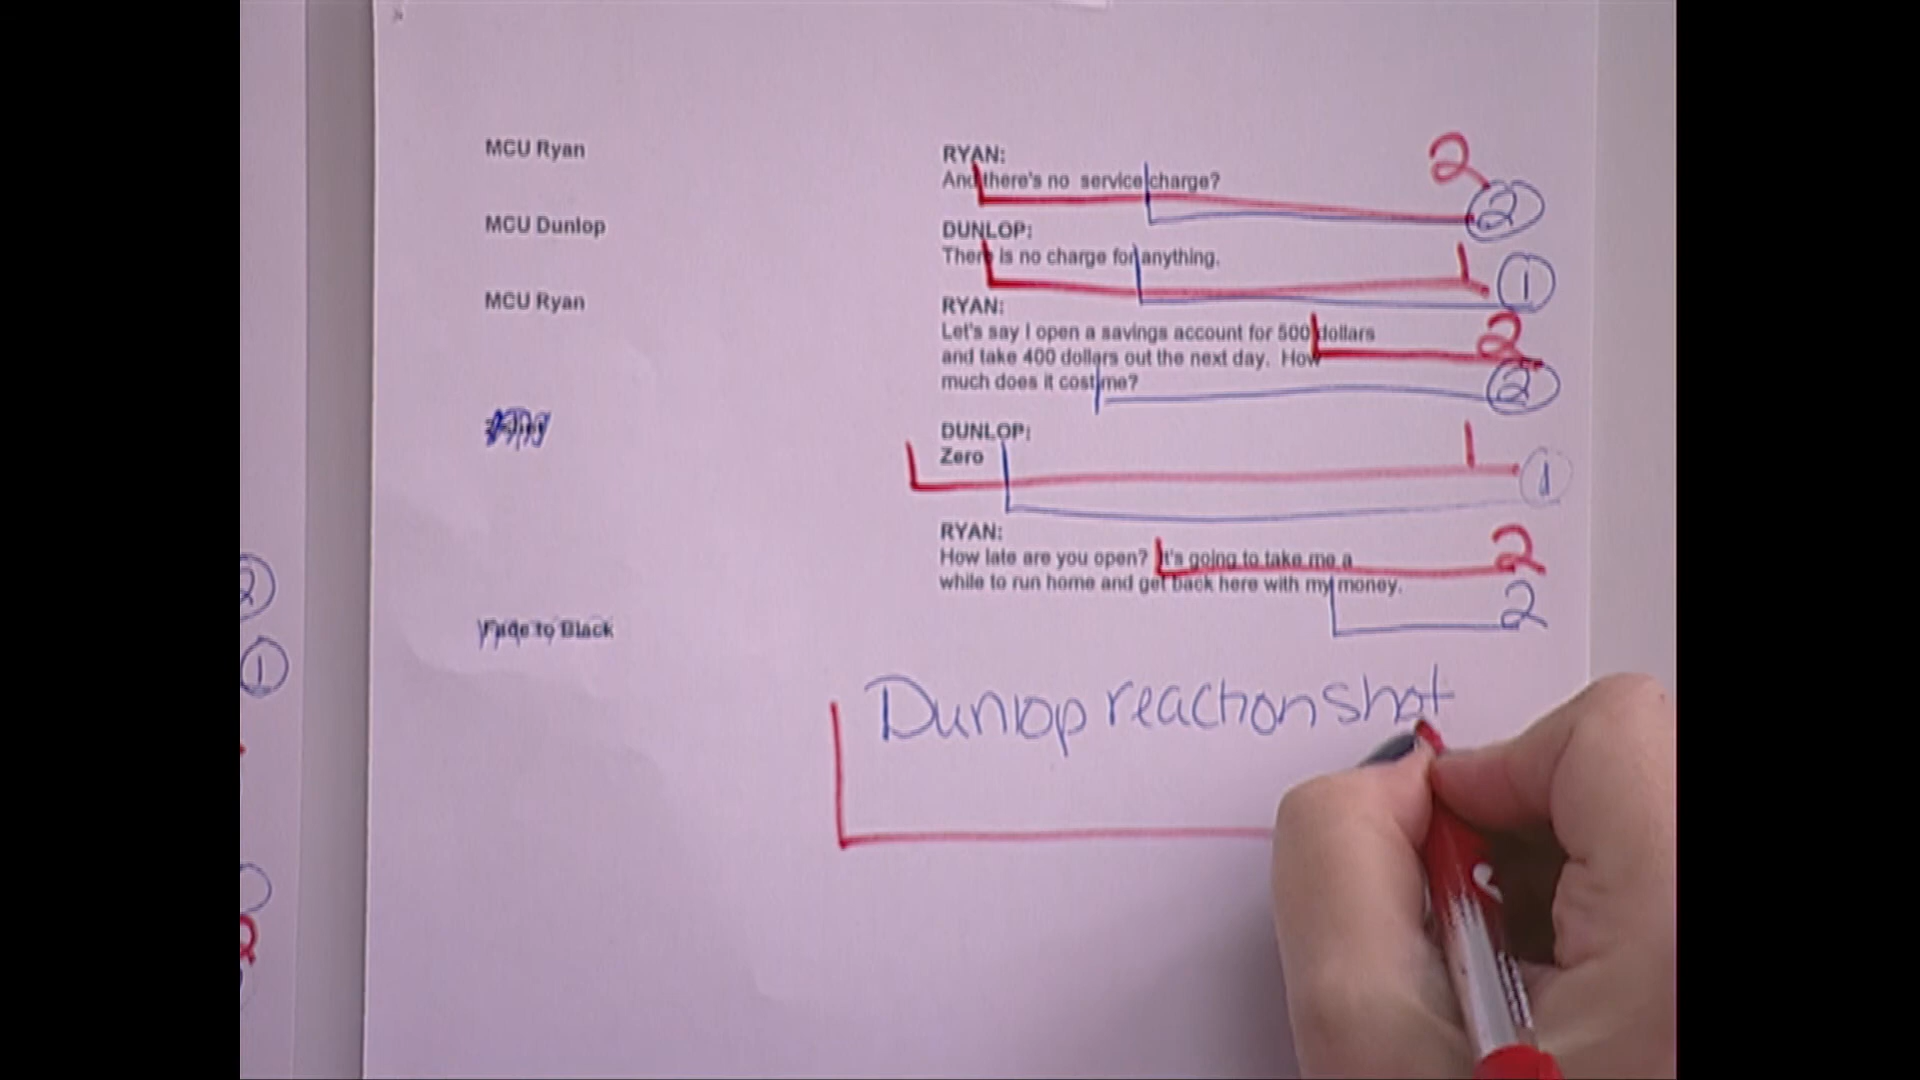 MCU Ryan
RYAN:
2
And there's no service charge?
2
MCU Dunlop
DUNLOP:
There is no charge for anything.
1
1
MCU Ryan
RYAN:
Let's say I open a savings account for 500 dollars
2
and take 400 dollars out the next day. How
much does it cost me?
2
DUNLOP:
1
Zero
1
RYAN:
How late are you open? It's going to take me a
2
while to run home and get back here with my money.
2
Fade to Black
Dunlop reaction shot
2
1
2